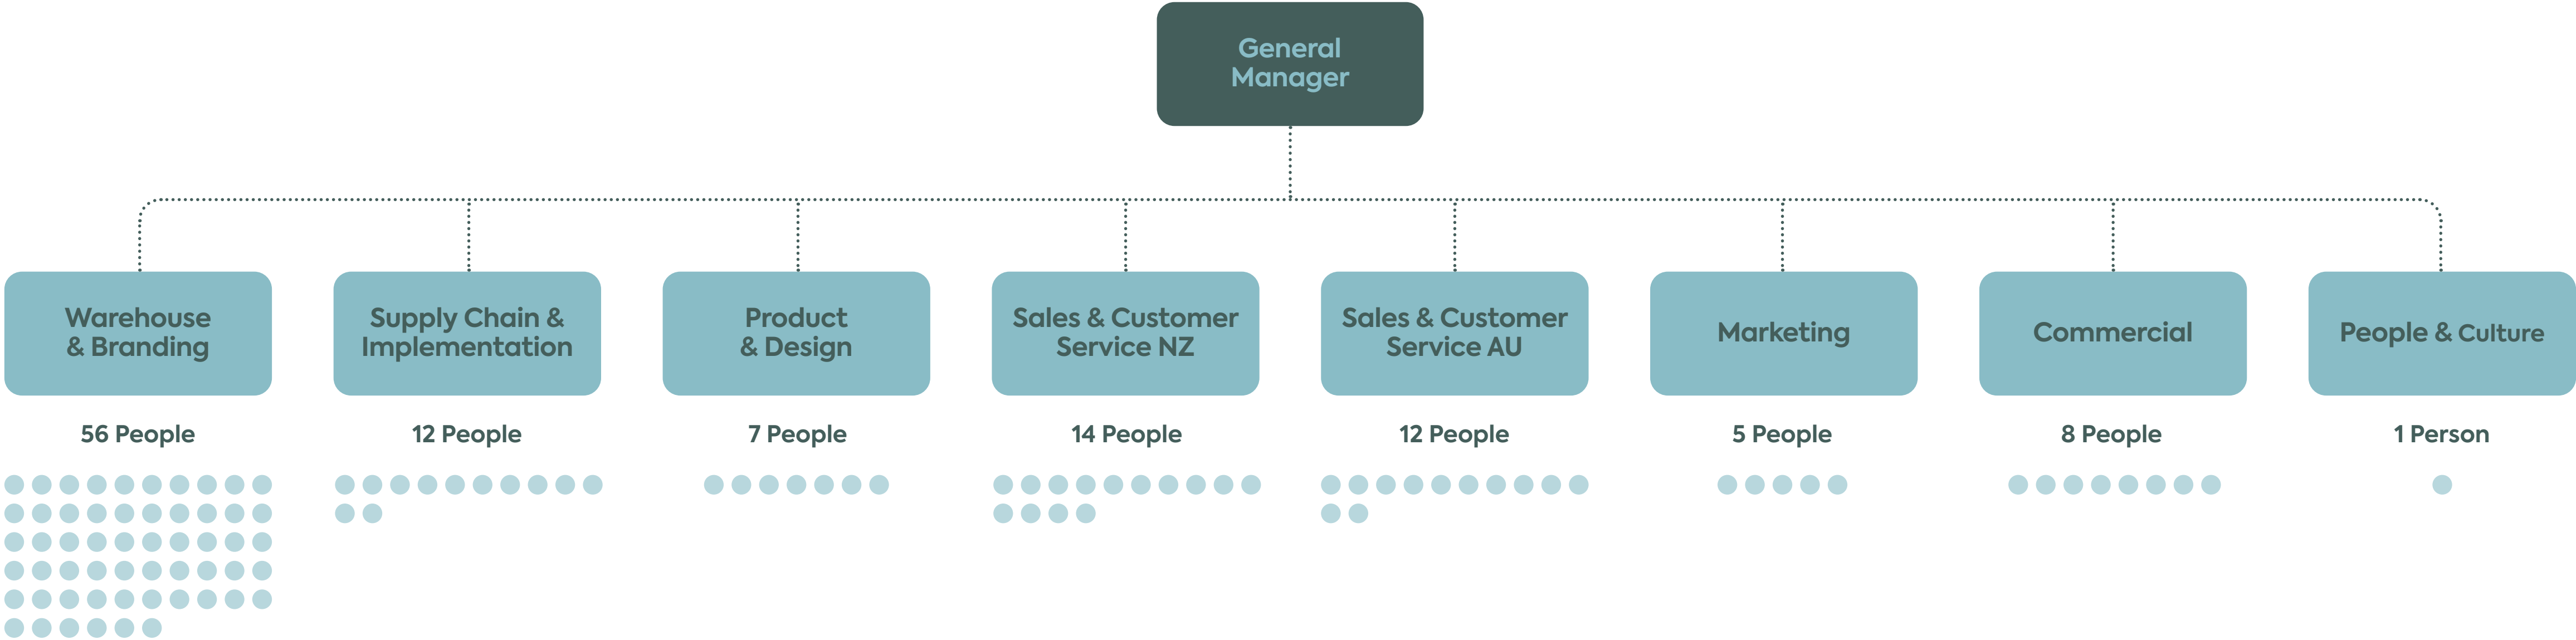 General
Manager
Warehouse
& Branding
Supply Chain &
Implementation
Product
& Design
Sales & Customer
Service NZ
Sales & Customer
Service AU
Marketing
Commercial
People & Culture
56 People
12 People
7 People
14 People
12 People
5 People
8 People
1 Person